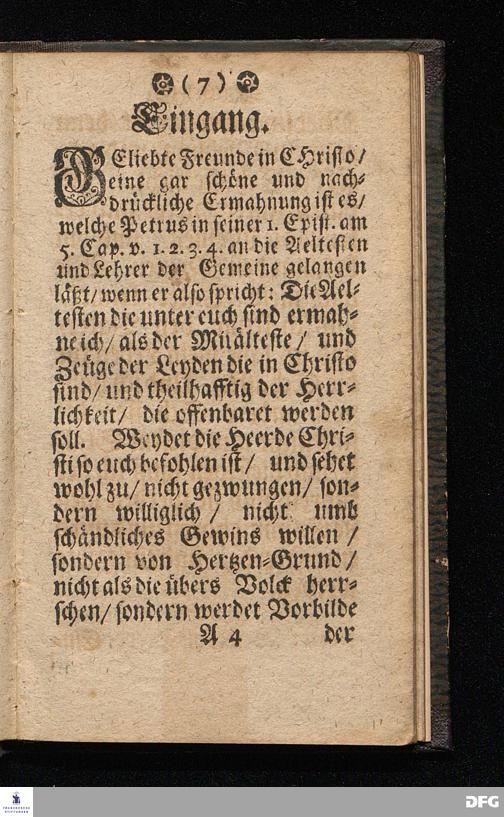 ( 7 )
Eingang.
GEliebte Freunde in CHristo/
eine gar schöne und nach-
drückliche Ermahnung ist es/
welche Petrus in seiner 1. Epist. am
5. Cap. v. 1. 2. 3. 4. an die Aeltesten
und Lehrer der Gemeine gelangen
läßt/ wenn er also spricht: Die Ael-
testen die unter euch sind ermah-
ne ich/ als der Mitälteste/ und
Zeüge der Leyden die in Christo
sind/ und theilhafftig der Herr-
lichkeit/ die offenbaret werden
soll. Weydet die Heerde Chri-
sti so euch befohlen ist/ und sehet
wohl zu/ nicht gezwungen/ son-
dern williglich/ nicht umb
schändliches Gewins willen/
sondern von Hertzen-Grund/
nicht als die übers Volck herr-
schen/ sondern werdet Vorbilde
A 4 der
FRANCKESCHE
STIFTUNGEN
DFG